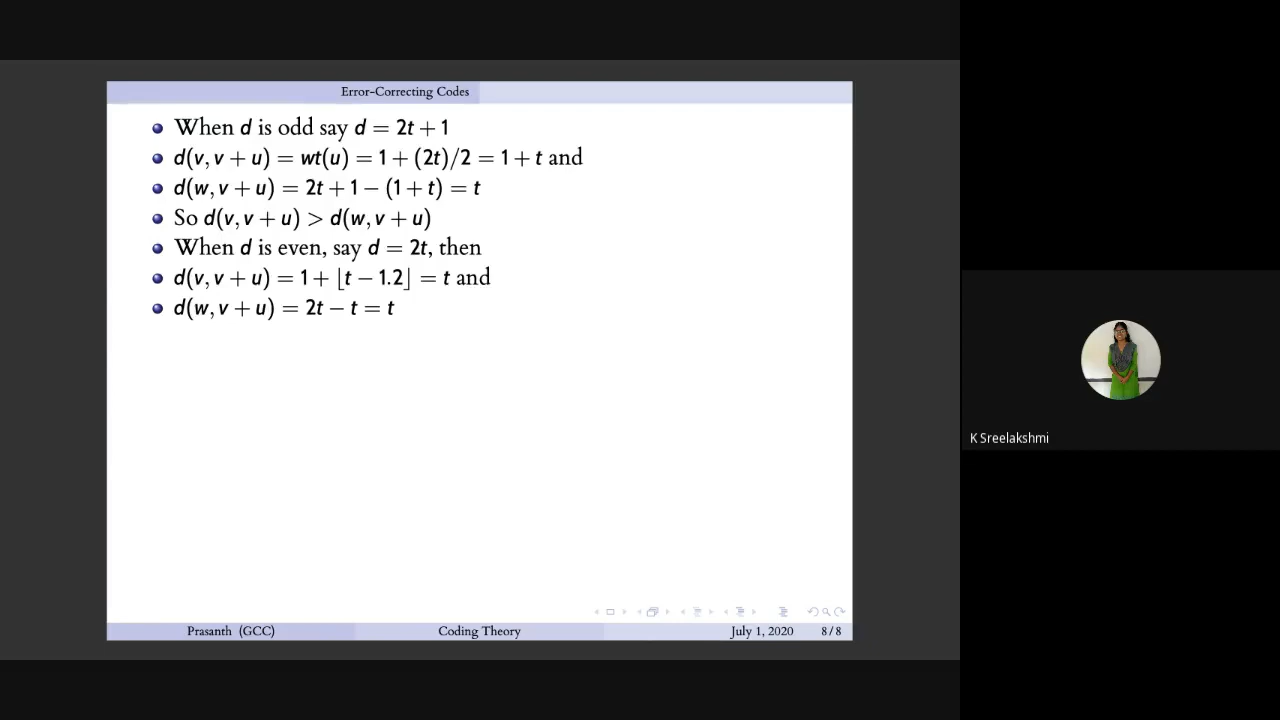 Error-Correcting Codes
When d is odd say d = 2t + 1
d(v, v + u) = wt(u) = 1 + (2t)/2 = 1 + t and
d(w, v + u) = 2t + 1 − (1 + t) = t
So d(v, v + u) > d(w, v + u)
When d is even, say d = 2t, then
d(v, v + u) = 1 + ⌊t − 1.2⌋ = t and
d(w, v + u) = 2t − t = t
K Sreelakshmi
Prasanth (GCC) Coding Theory July 1, 2020 8 / 8